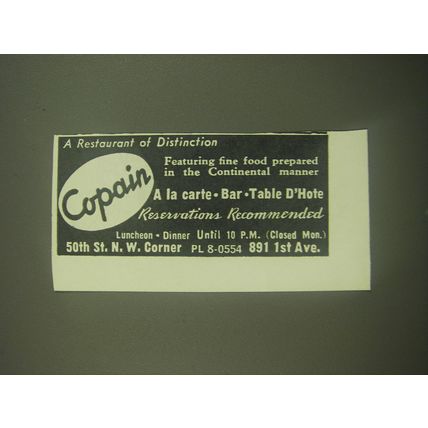 A Restaurant of Distinction
Copain
Featuring fine food prepared
in the Continental manner
A la carte • Bar • Table D'Hote
Reservations Recommended
Luncheon • Dinner Until 10 P.M. (Closed Mon.)
50th St. N. W. Corner PL 8-0554 891 1st Ave.